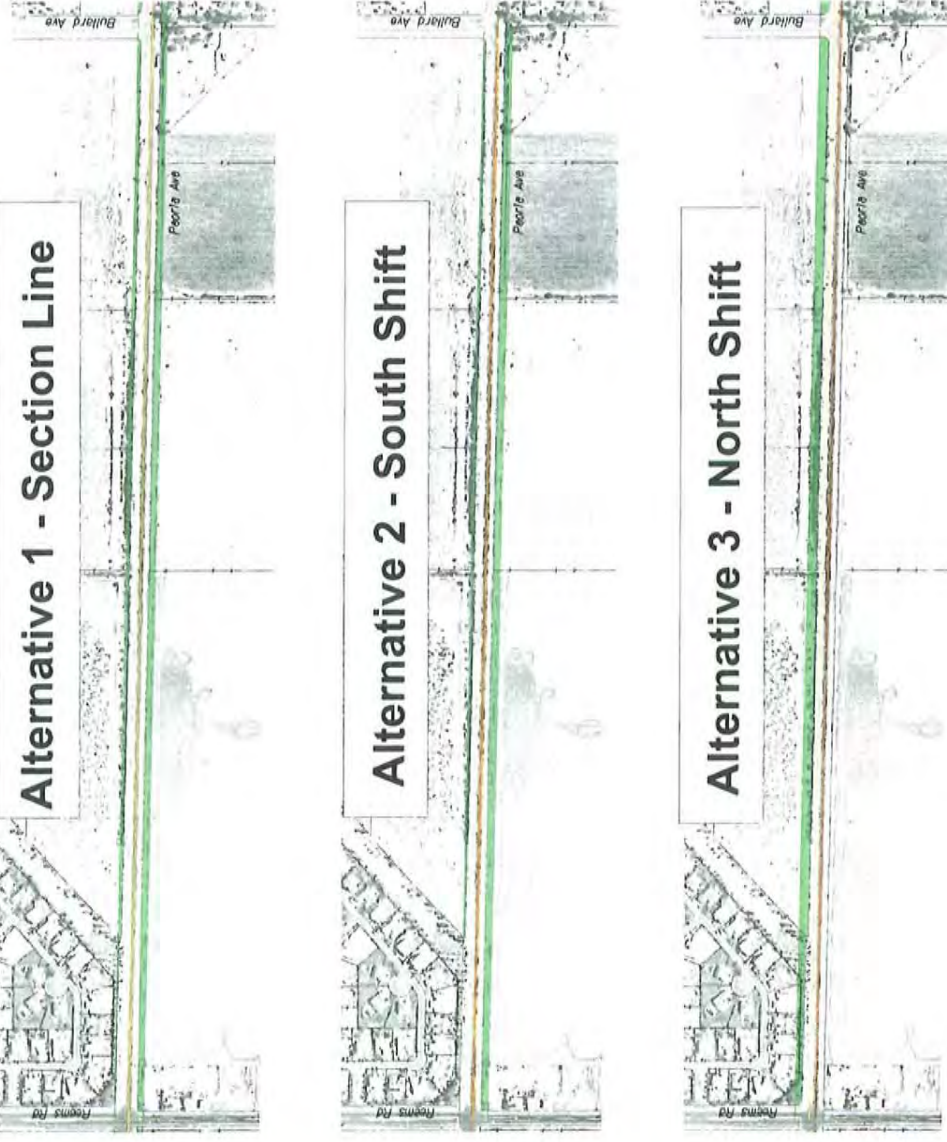 Alternative 1 - Section Line
Bullard Ave
Peoria Ave
Reems Rd
Alternative 2 - South Shift
Bullard Ave
Peoria Ave
Reems Rd
Alternative 3 - North Shift
Bullard Ave
Peoria Ave
Reems Rd